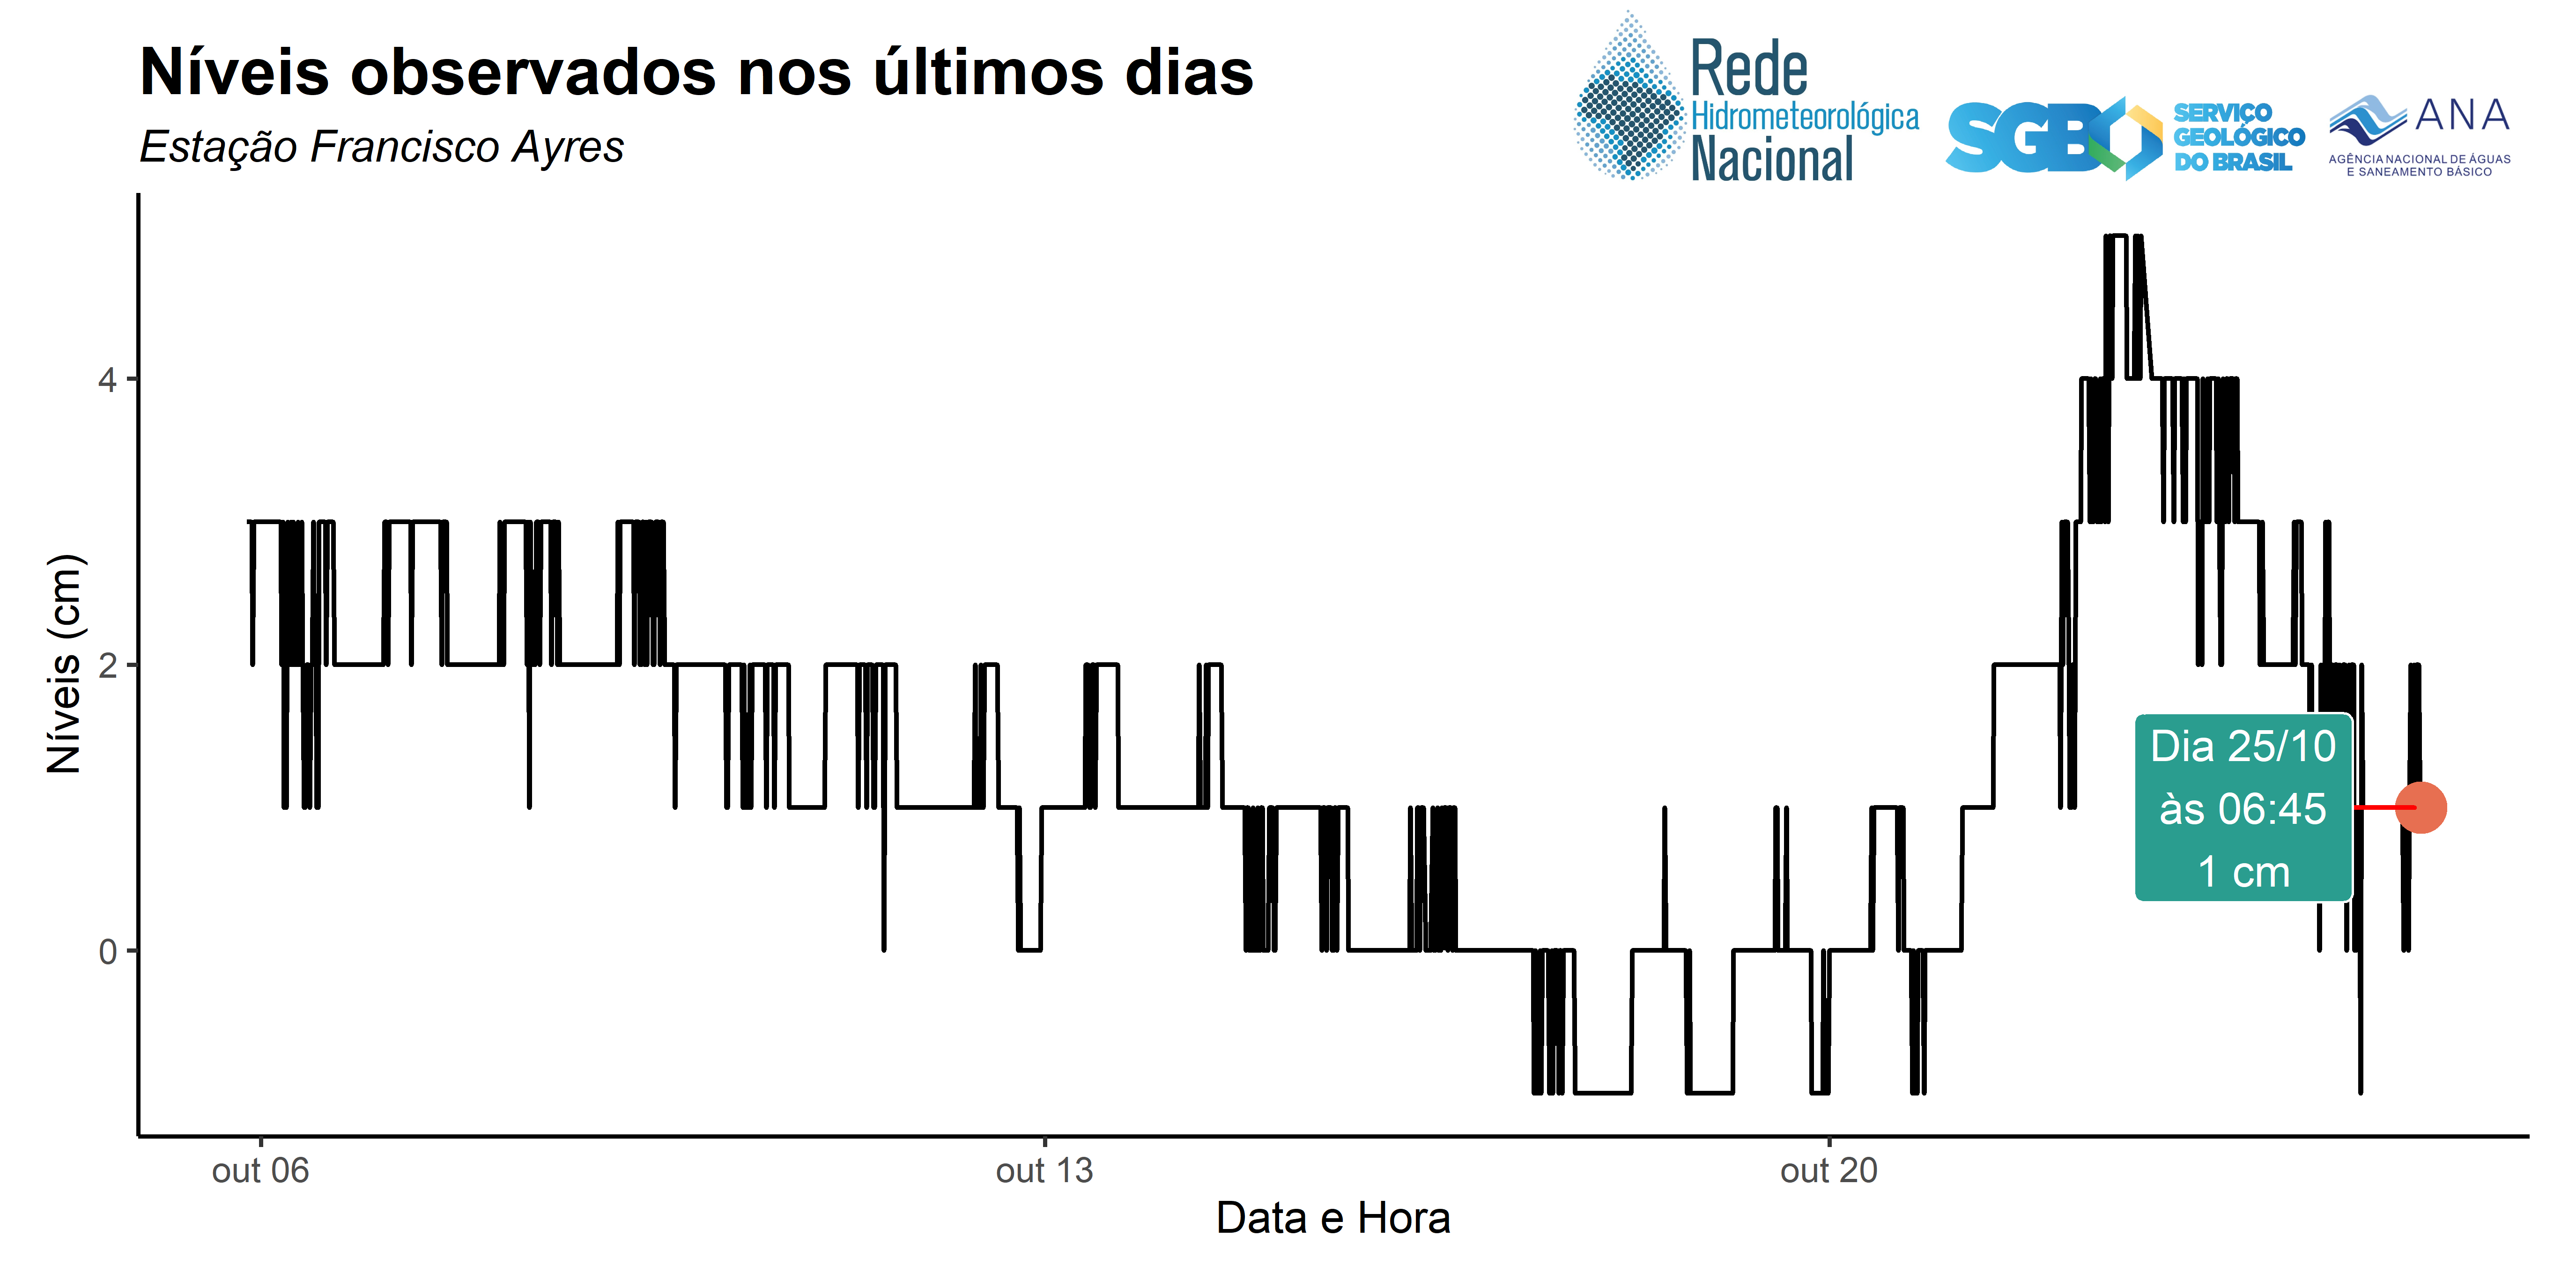 Níveis observados nos últimos dias
Estação Francisco Ayres
Rede
Hidrometeorológica
Nacional
SGB
SERVIÇO
GEOLÓGICO
DO BRASIL
ANA
AGÊNCIA NACIONAL DE ÁGUAS
E SANEAMENTO BÁSICO
Níveis (cm)
4
2
0
Dia 25/10
às 06:45
1 cm
out 06
out 13
out 20
Data e Hora